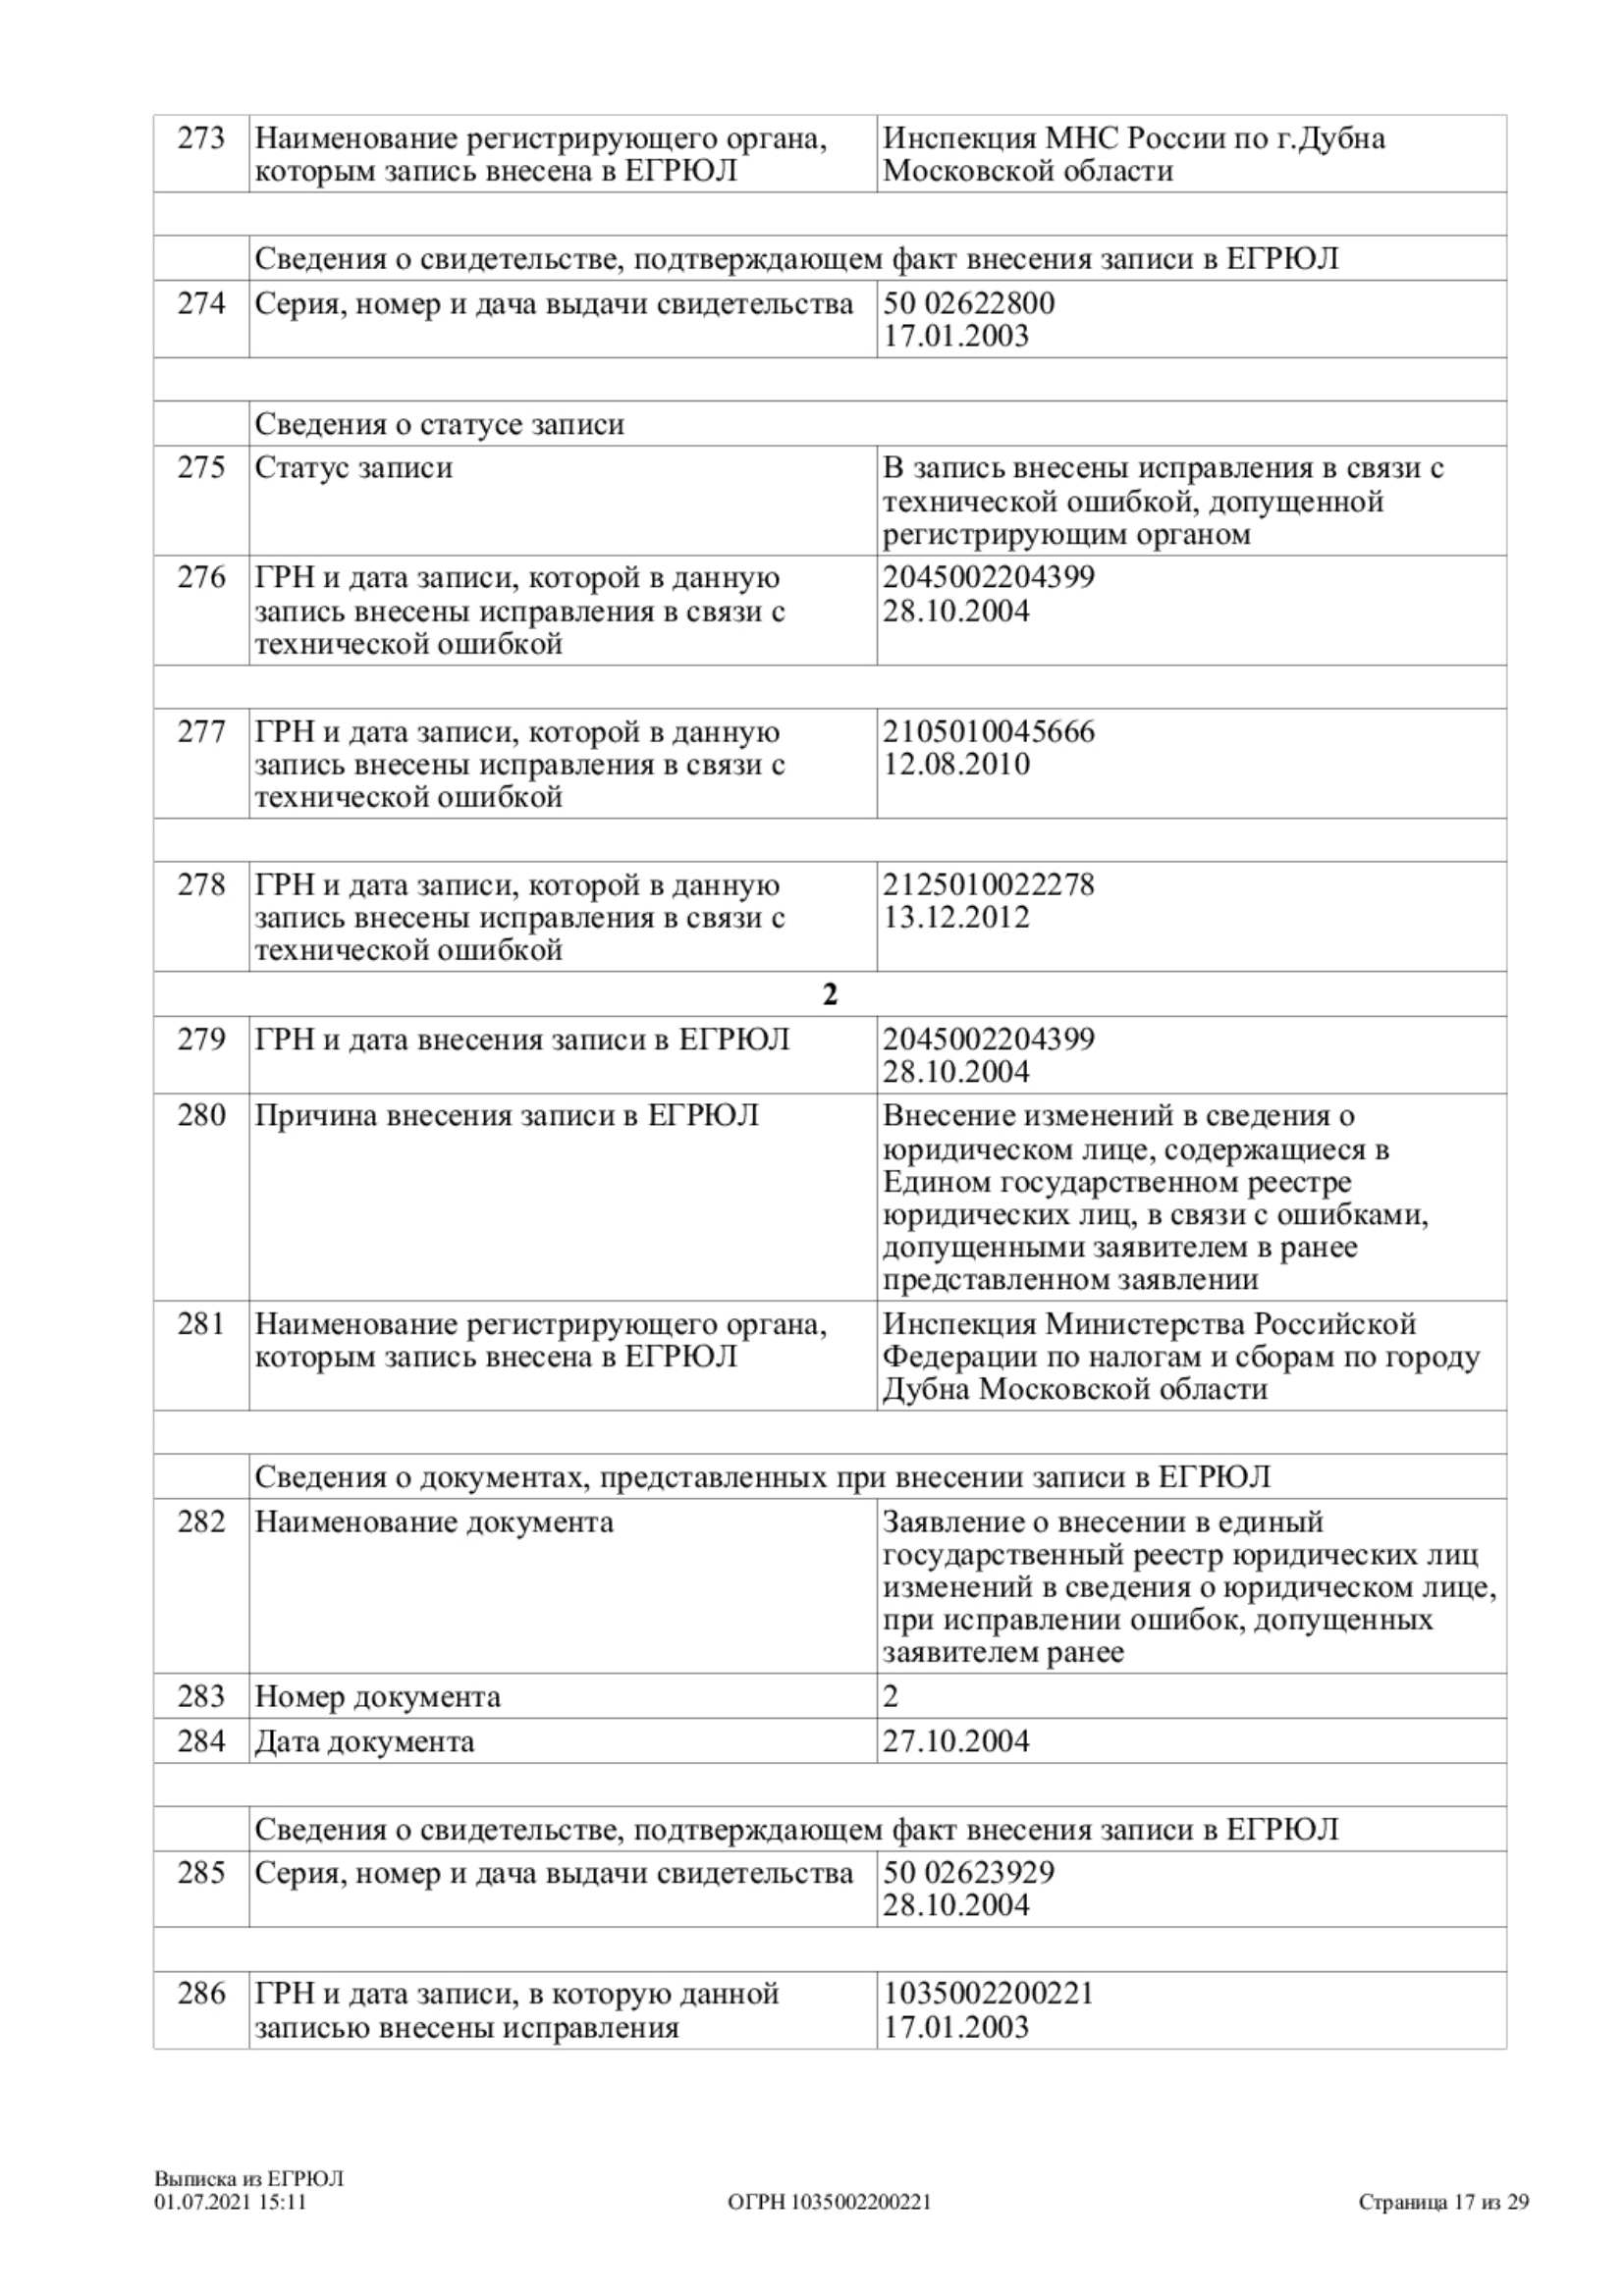 273 Наименование регистрирующего органа, Инспекция МНС России по г.Дубна
которым запись внесена в ЕГРЮЛ Московской области
Сведения о свидетельстве, подтверждающем факт внесения записи в ЕГРЮЛ
274 Серия, номер и дача выдачи свидетельства 50 02622800
17.01.2003
Сведения о статусе записи
275 Статус записи В запись внесены исправления в связи с
технической ошибкой, допущенной
регистрирующим органом
276 ГРН и дата записи, которой в данную 2045002204399
запись внесены исправления в связи с 28.10.2004
технической ошибкой
277 ГРН и дата записи, которой в данную 2105010045666
запись внесены исправления в связи с 12.08.2010
технической ошибкой
278 ГРН и дата записи, которой в данную 2125010022278
запись внесены исправления в связи с 13.12.2012
технической ошибкой
2
279 ГРН и дата внесения записи в ЕГРЮЛ 2045002204399
28.10.2004
280 Причина внесения записи в ЕГРЮЛ Внесение изменений в сведения о
юридическом лице, содержащиеся в
Едином государственном реестре
юридических лиц, в связи с ошибками,
допущенными заявителем в ранее
представленном заявлении
281 Наименование регистрирующего органа, Инспекция Министерства Российской
которым запись внесена в ЕГРЮЛ Федерации по налогам и сборам по городу
Дубна Московской области
Сведения о документах, представленных при внесении записи в ЕГРЮЛ
282 Наименование документа Заявление о внесении в единый
государственный реестр юридических лиц
изменений в сведения о юридическом лице,
при исправлении ошибок, допущенных
заявителем ранее
283 Номер документа 2
284 Дата документа 27.10.2004
Сведения о свидетельстве, подтверждающем факт внесения записи в ЕГРЮЛ
285 Серия, номер и дача выдачи свидетельства 50 02623929
28.10.2004
286 ГРН и дата записи, в которую данной 1035002200221
записью внесены исправления 17.01.2003
Выписка из ЕГРЮЛ
01.07.2021 15:11 ОГРН 1035002200221 Страница 17 из 29